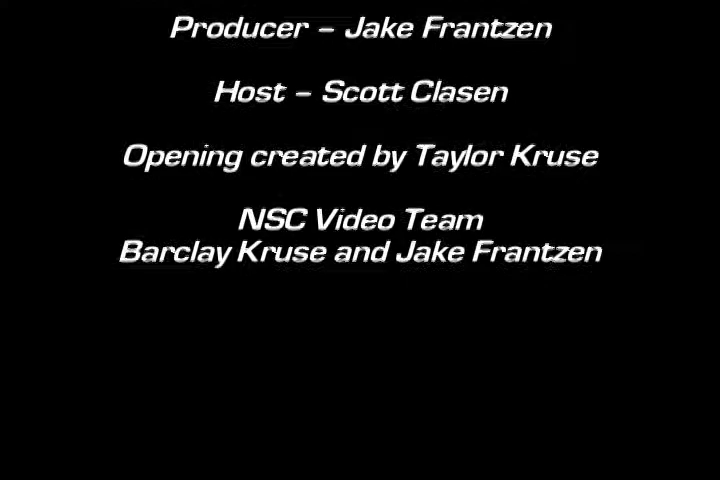 Producer – Jake Frantzen
Host – Scott Clasen
Opening created by Taylor Kruse
NSC Video Team
Barclay Kruse and Jake Frantzen